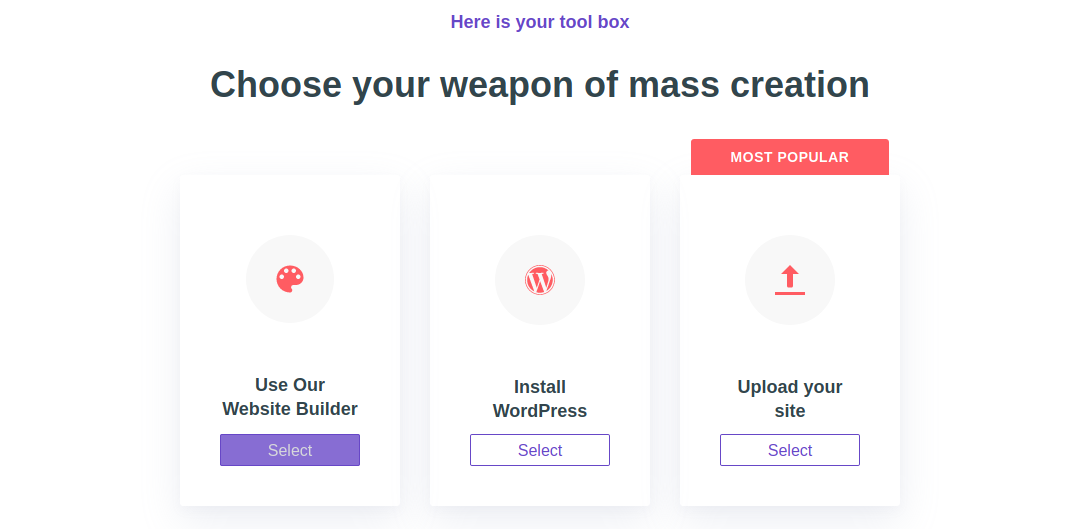 Here is your tool box
Choose your weapon of mass creation
MOST POPULAR
Use Our
Website Builder
Select
Install
WordPress
Select
Upload your
site
Select